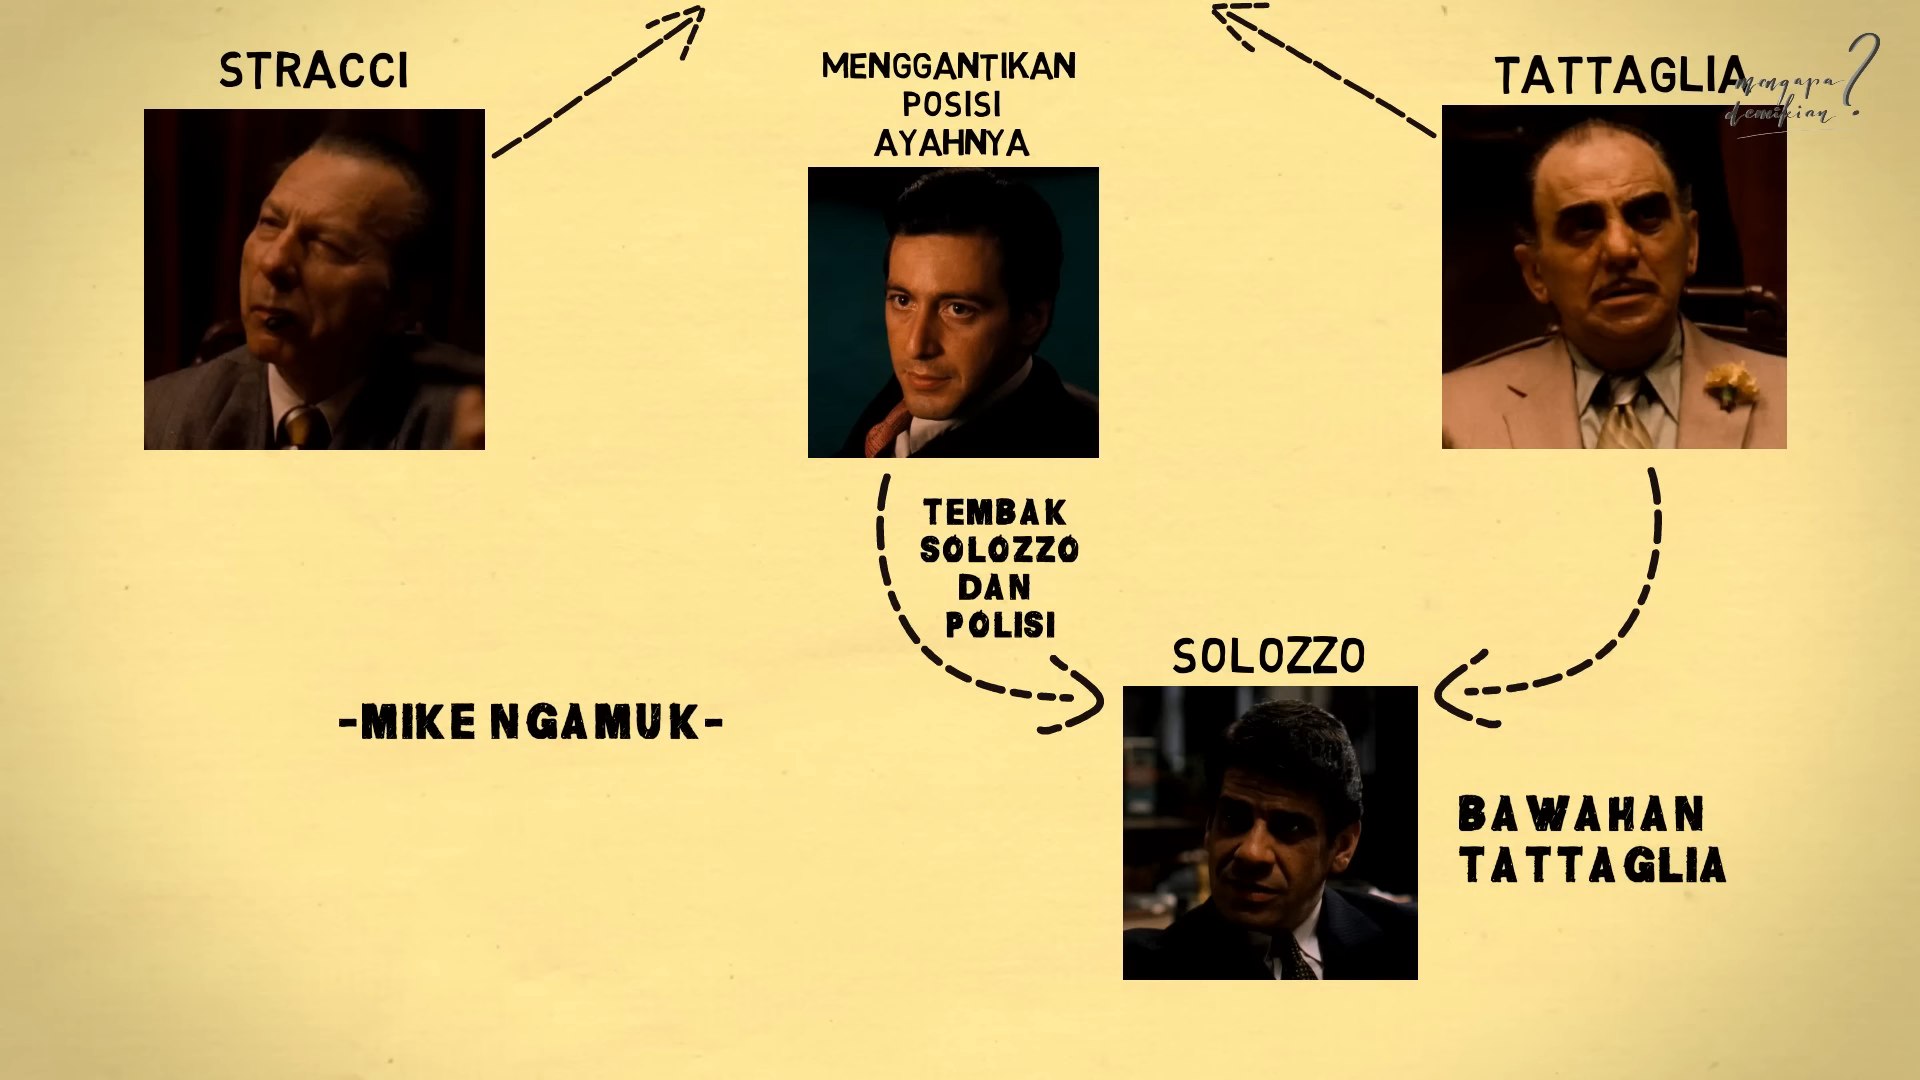 STRACCI
MENGGANTIKAN
POSISI
AYAHNYA
TATTAGLIA
mengapa
demikian?
TEMBAK
SOLOZZO
DAN
POLISI
SOLOZZO
-MIKE NGAMUK-
BAWAHAN
TATTAGLIA